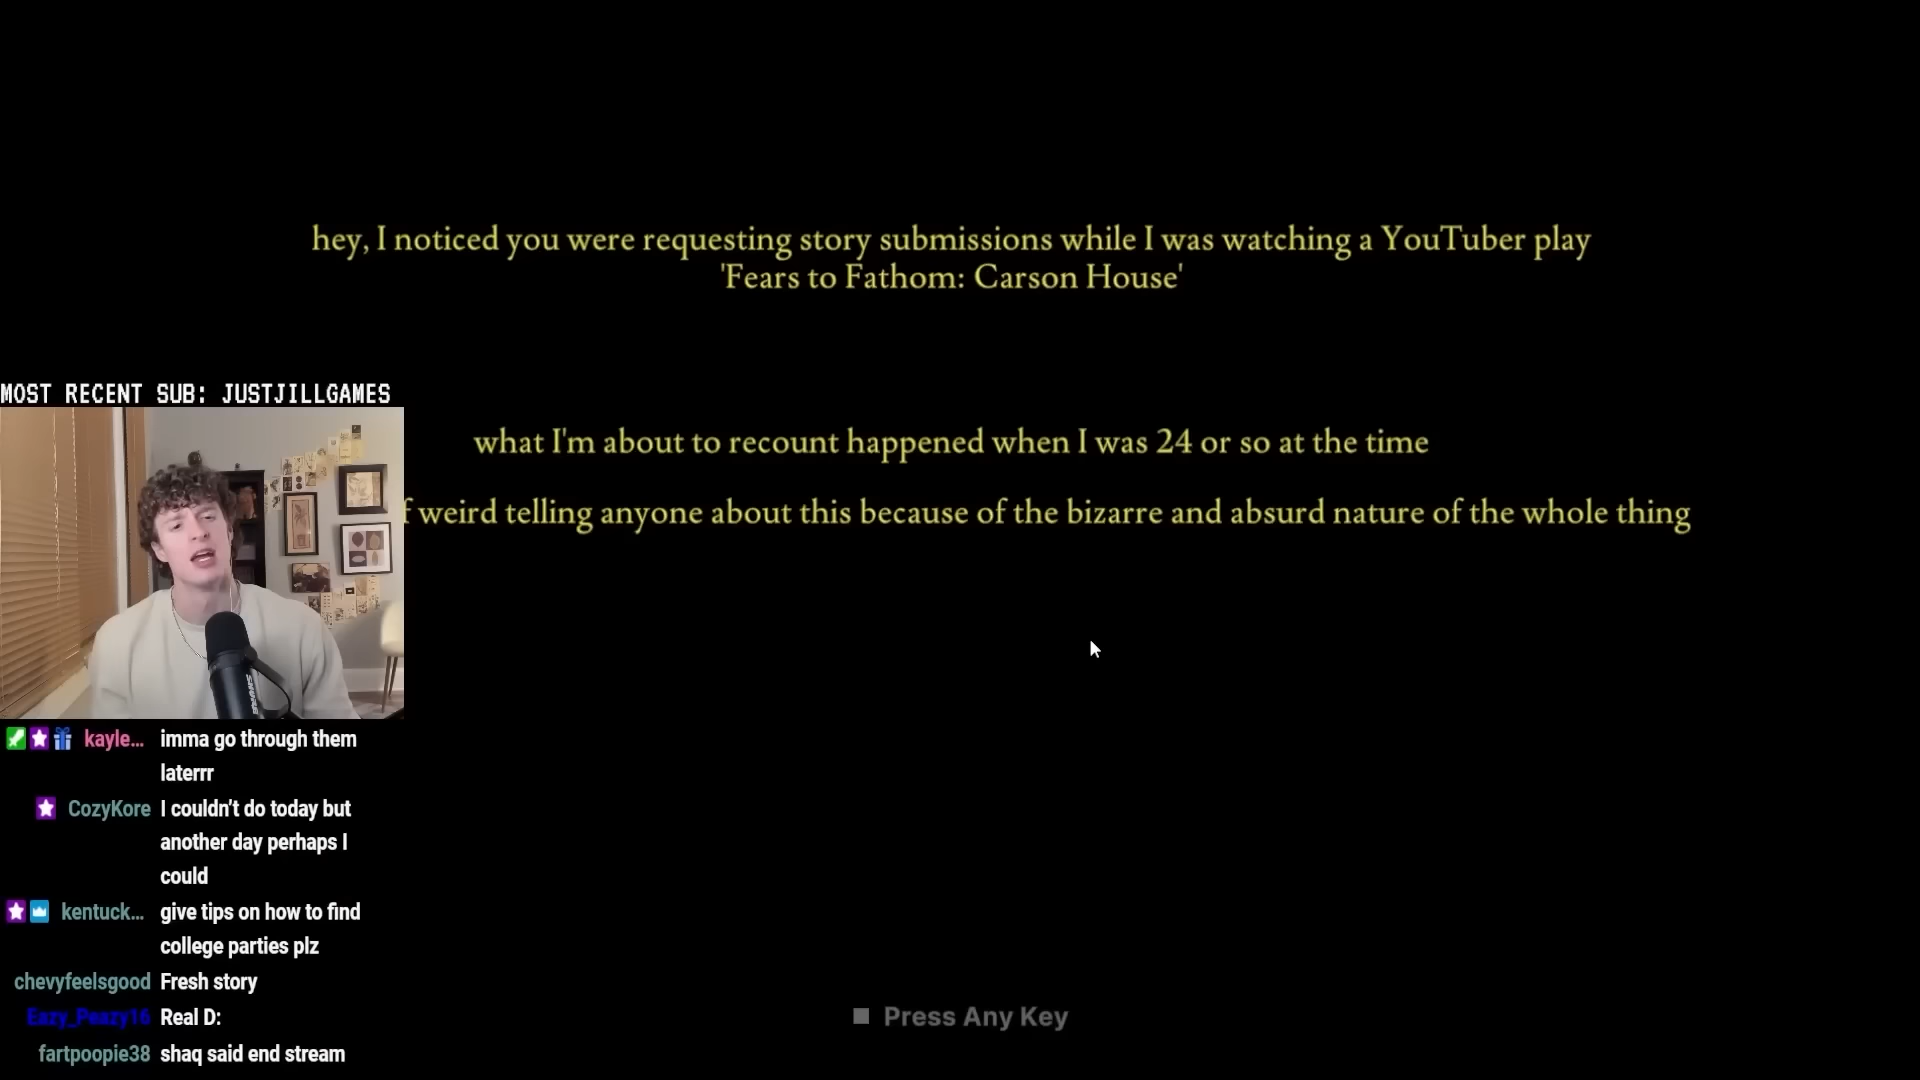 hey, I noticed you were requesting story submissions while I was watching a YouTuber play
'Fears to Fathom: Carson House'
MOST RECENT SUB: JUSTJILLGAMES
what I'm about to recount happened when I was 24 or so at the time
f weird telling anyone about this because of the bizarre and absurd nature of the whole thing
SHURE
kayle... imma go through them
laterrr
CozyKore I couldn't do today but
another day perhaps I
could
kentuck... give tips on how to find
college parties plz
chevyfeelsgood Fresh story
Eazy_Peazy16 Real D:
fartpoopie38 shaq said end stream
Press Any Key